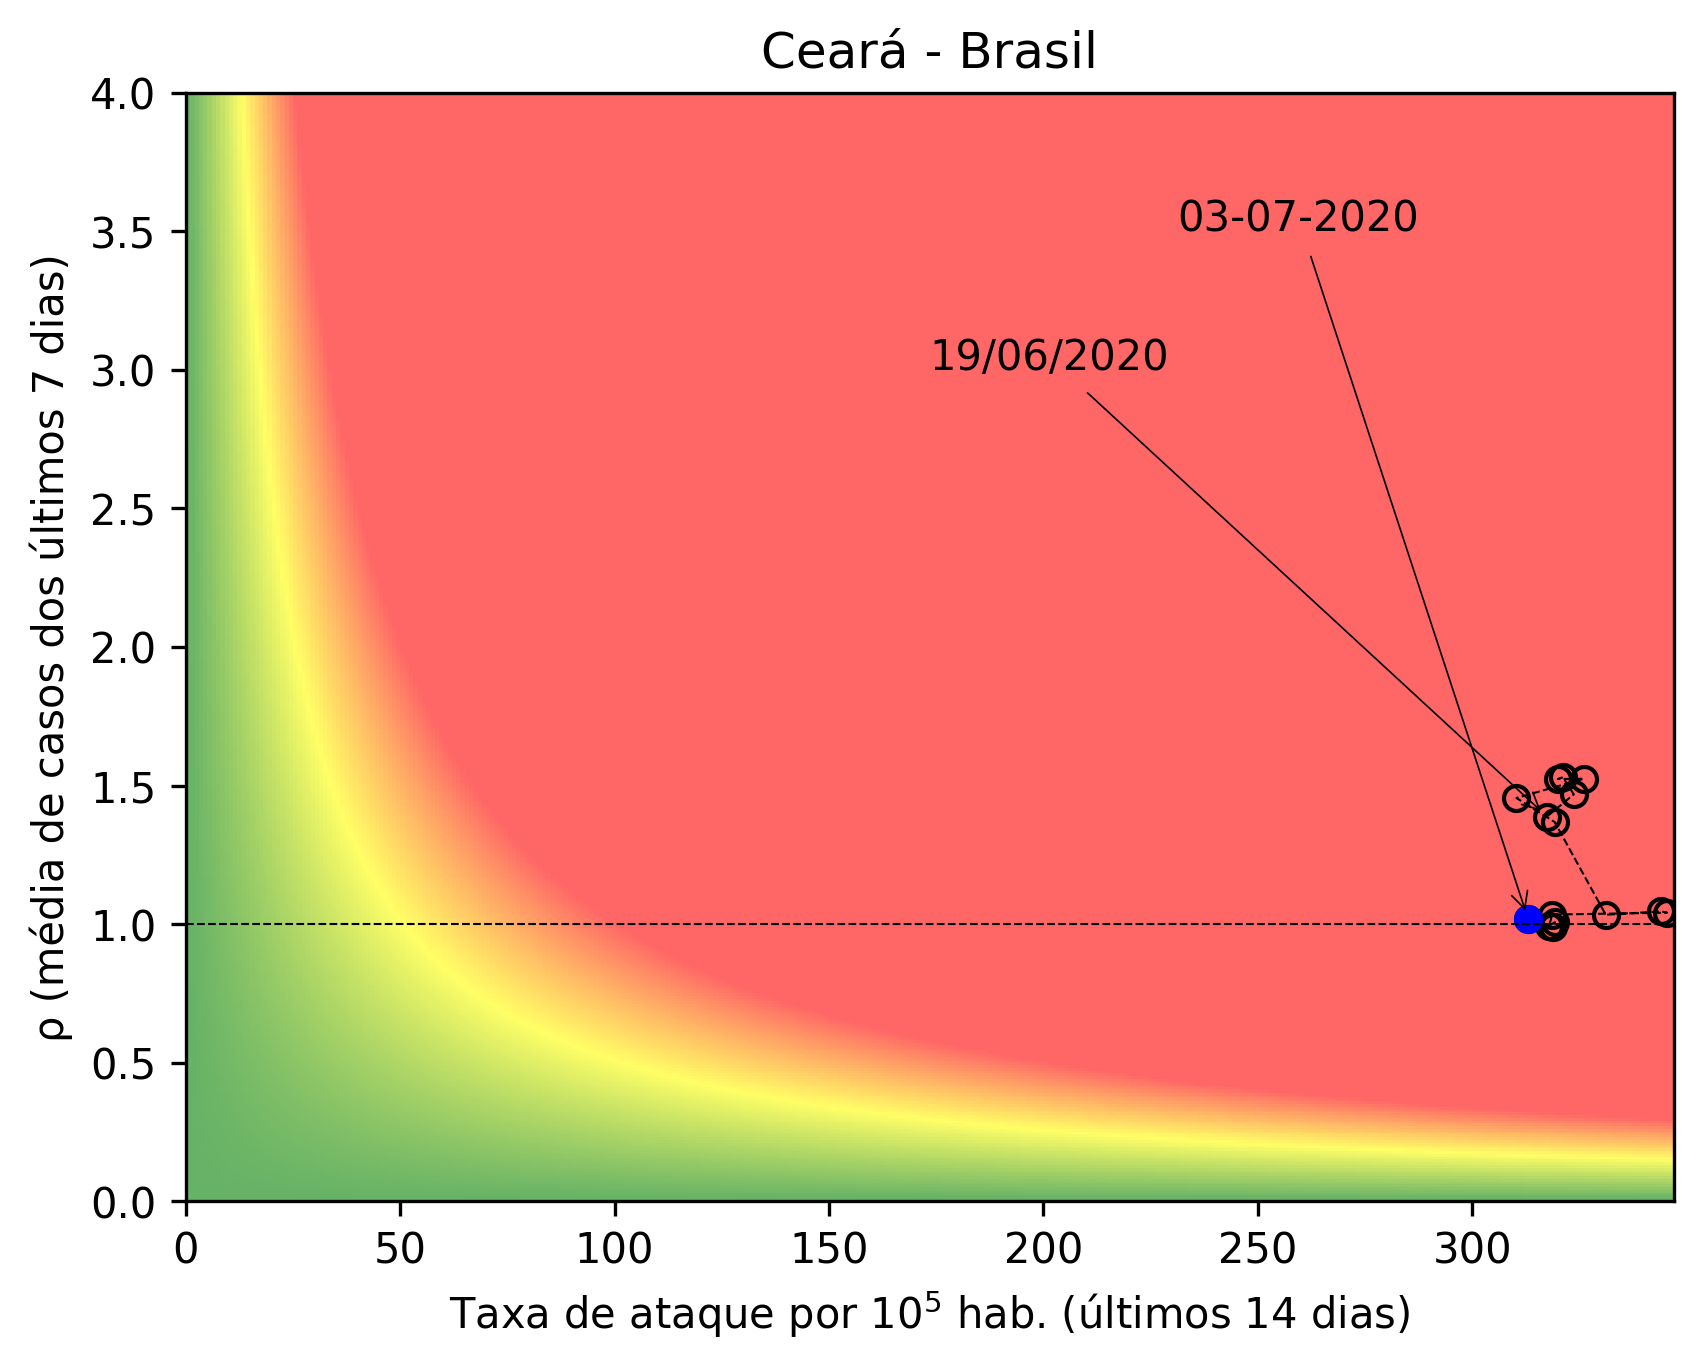 Ceará - Brasil
4.0
3.5
3.0
2.5
2.0
1.5
1.0
0.5
0.0
ρ (média de casos dos últimos 7 dias)
03-07-2020
19/06/2020
0 50 100 150 200 250 300
Taxa de ataque por 10⁵ hab. (últimos 14 dias)